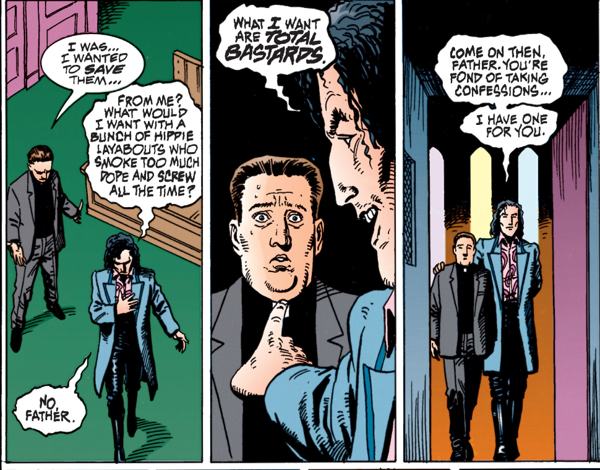 I WAS...
I WANTED
TO SAVE
THEM...
FROM ME?
WHAT WOULD
I WANT WITH A
BUNCH OF HIPPIE
LAYABOUTS WHO
SMOKE TOO MUCH
DOPE AND SCREW
ALL THE TIME?
NO,
FATHER.
WHAT I WANT
ARE TOTAL
BASTARDS.
COME ON THEN,
FATHER. YOU'RE
FOND OF TAKING
CONFESSIONS...
I HAVE ONE
FOR YOU.